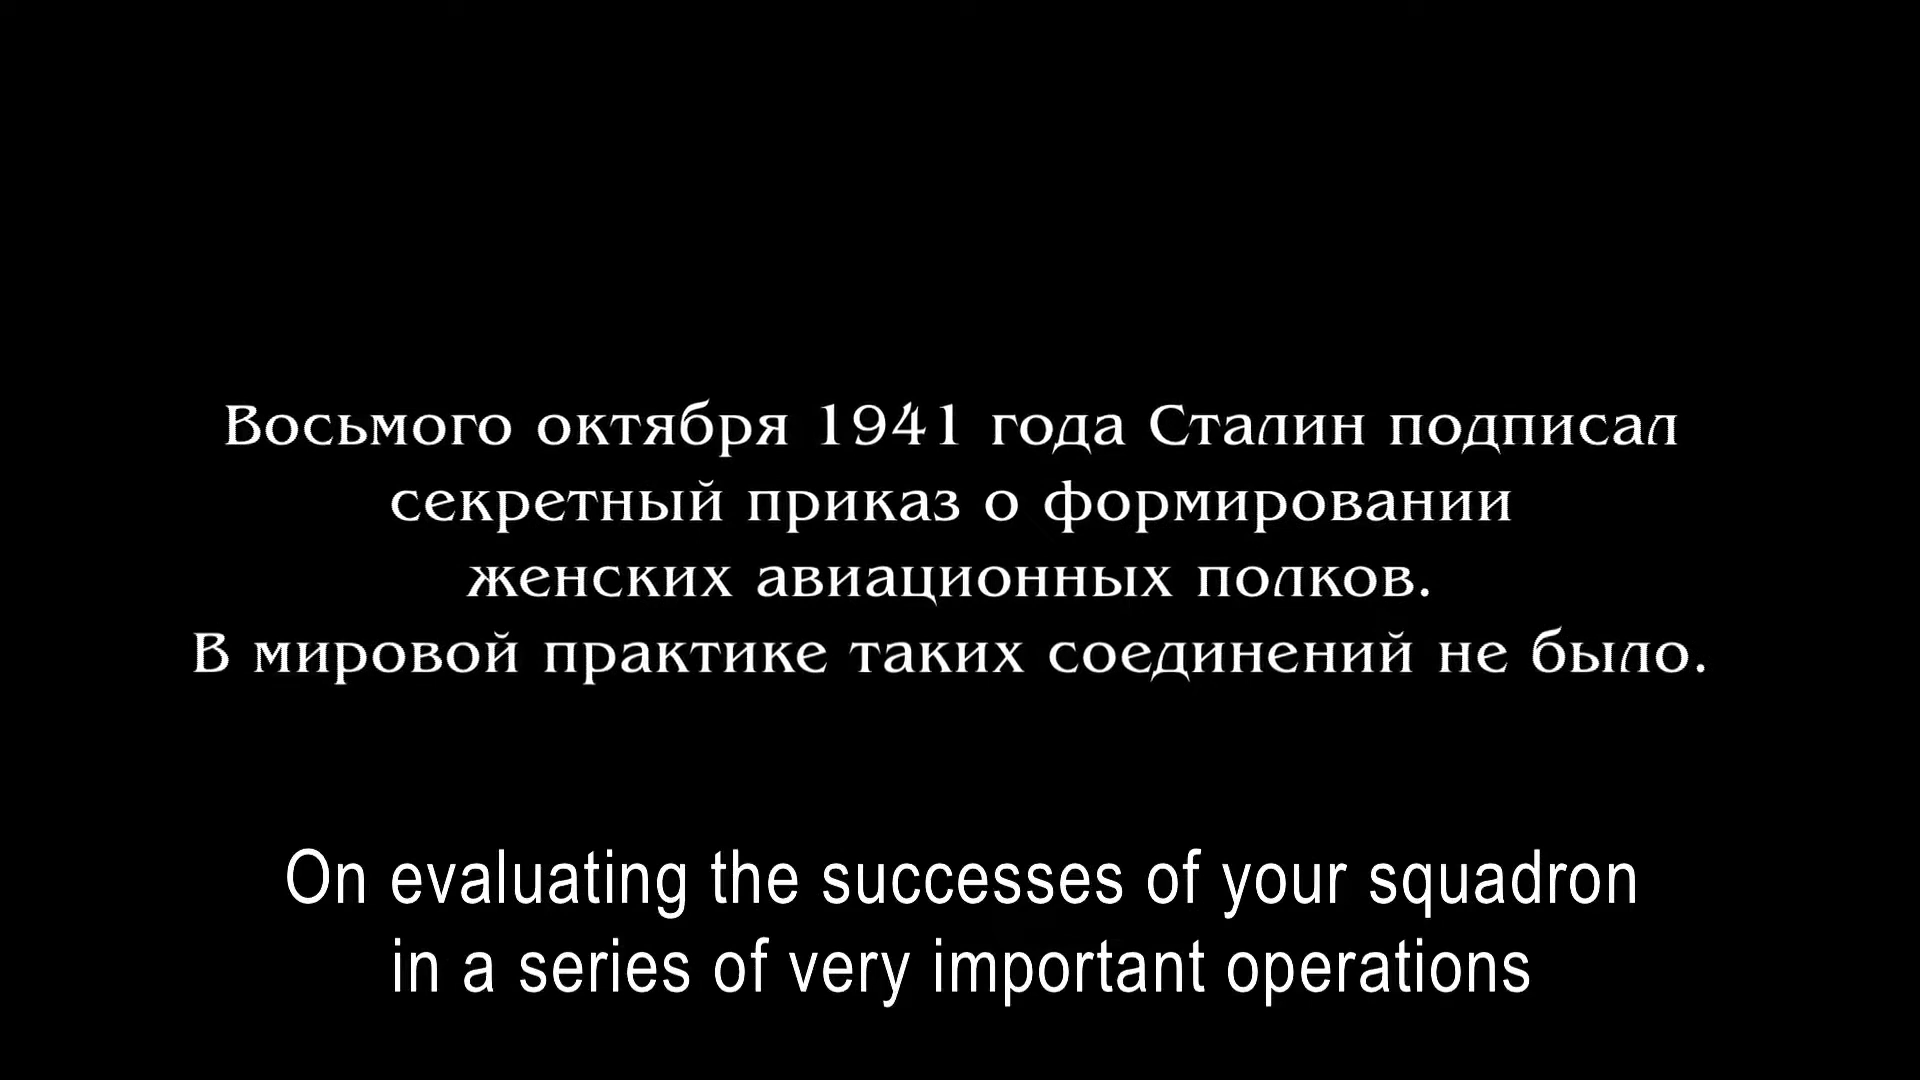 Восьмого октября 1941 года Сталин подписал
секретный приказ о формировании
женских авиационных полков.
В мировой практике таких соединений не было.
On evaluating the successes of your squadron
in a series of very important operations